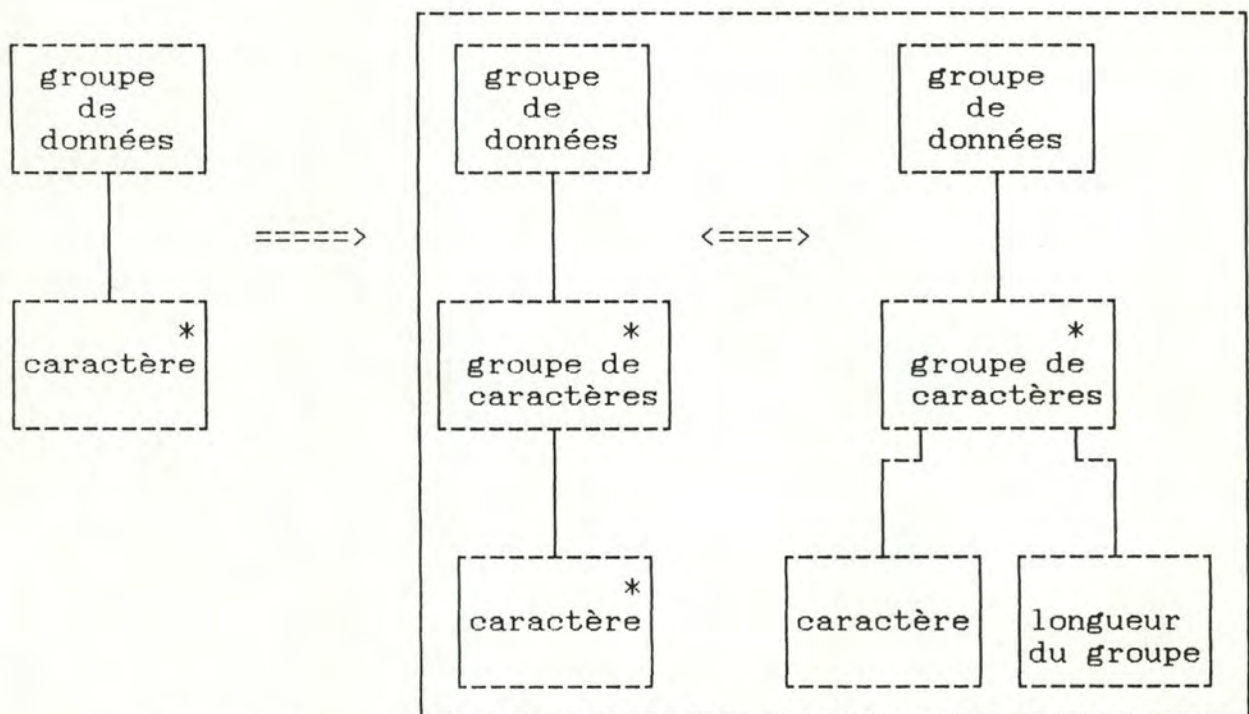 groupe
de
données
groupe
de
données
groupe
de
données
=====>
<====>
*
caractère
*
groupe de
caractères
*
groupe de
caractères
*
caractère
caractère
longueur
du groupe